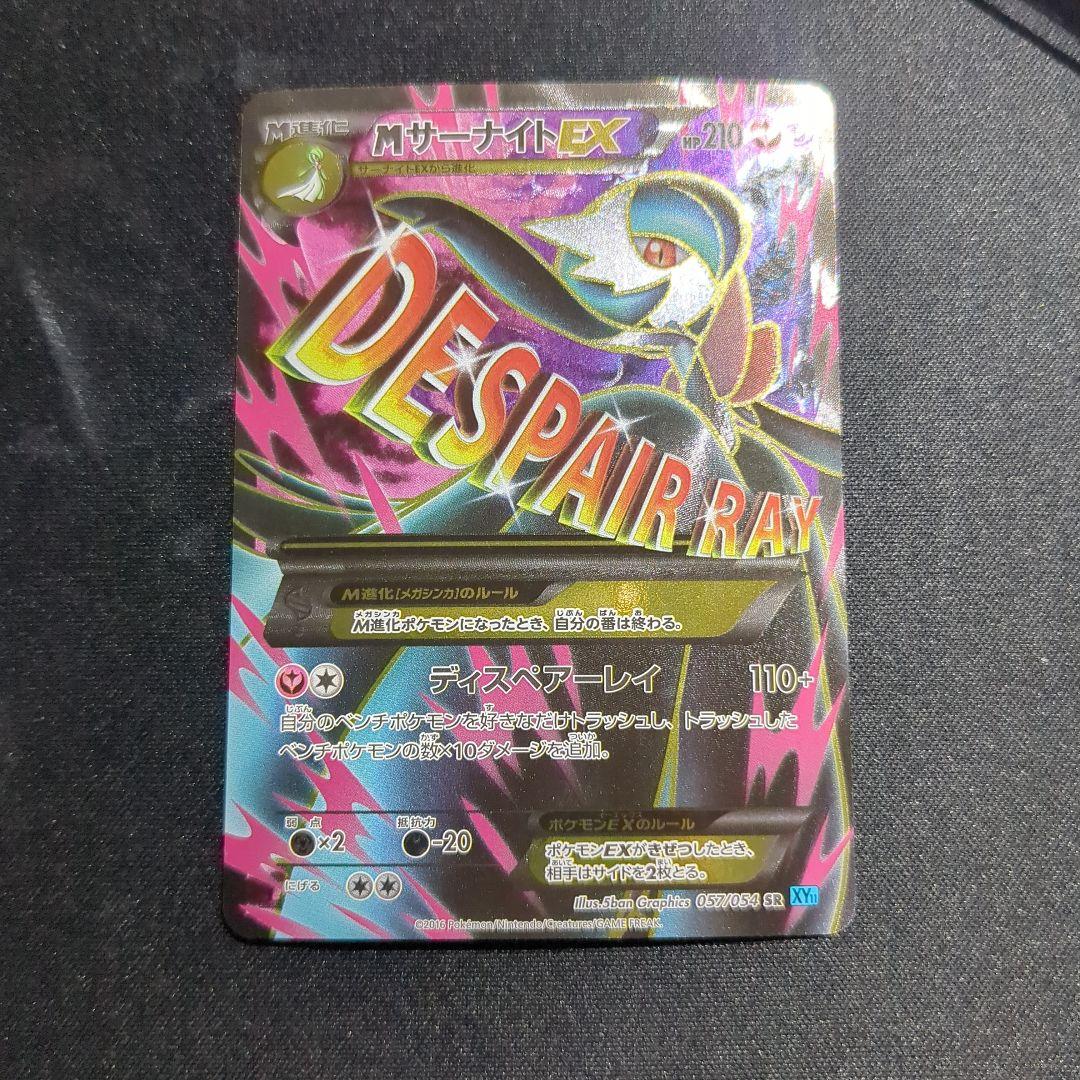 M進化
MサーナイトEX
HP210
サーナイトEXから進化
DESPAIR RAY
M進化[メガシンカ]のルール
M進化ポケモンになったとき、自分の番は終わる。
ディスペアーレイ 110+
自分のベンチポケモンを好きなだけトラッシュし、トラッシュした
ベンチポケモンの数×10ダメージを追加。
弱点 抵抗力
×2 -20
にげる
ポケモンEXのルール
ポケモンEXがきぜつしたとき、
相手はサイドを2枚とる。
Illus.5ban Graphics 057/054 SR XY11
©2016 Pokémon/Nintendo/Creatures/GAME FREAK.